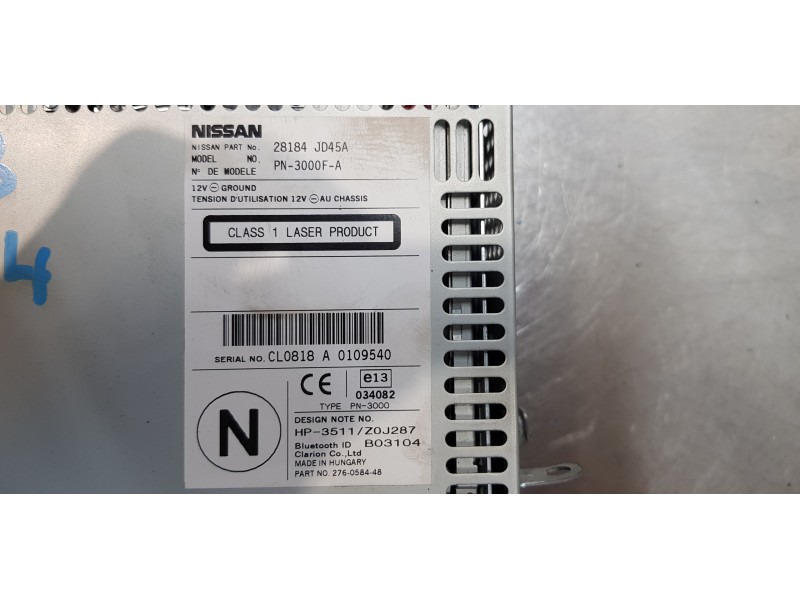 NISSAN
NISSAN PART No. 28184 JD45A
MODEL NO. PN-3000F-A
N° DE MODELE
12V ⊖ GROUND
TENSION D'UTILISATION 12V ⊖ AU CHASSIS
CLASS 1 LASER PRODUCT
SERIAL NO. CL0818 A 0109540
CE e13
034082
TYPE PN-3000
N
DESIGN NOTE NO.
HP-3511/Z0J287
Bluetooth ID B03104
Clarion Co., Ltd
MADE IN HUNGARY
PART NO. 276-0584-48
4